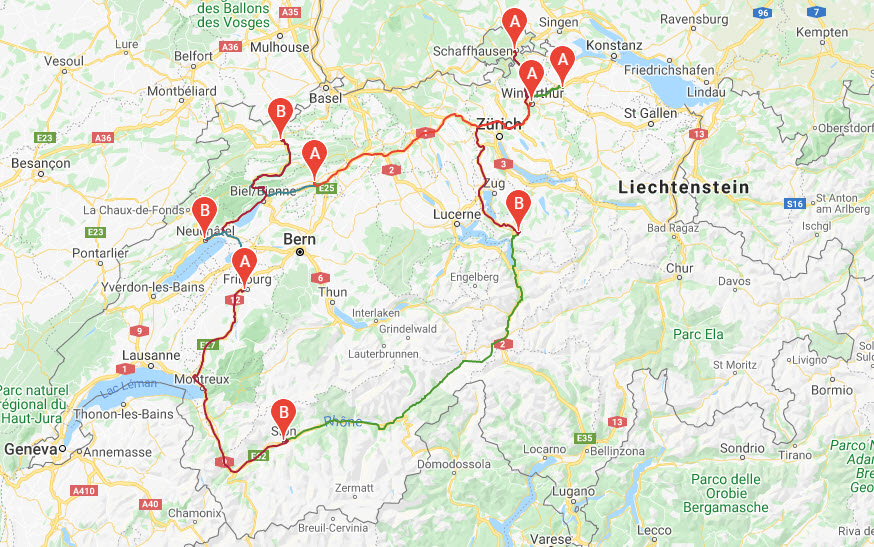 des Ballons
des Vosges
A35
A36
Mulhouse
Lure
Vesoul
Belfort
A36
Montbéliard
E23
Besançon
Basel
A
Schaffhausen
Singen
Ravensburg
96
7
Kempten
Konstanz
Friedrichshafen
Lindau
A
A
Winterthur
St Gallen
13
Oberstdorf
B
A
Zürich
2
3
Biel/Bienne
E25
La Chaux-de-Fonds
B
Neuchâtel
E23
Pontarlier
Bern
Zug
Lucerne
B
Liechtenstein
S16
St Anton
am Arlberg
Ischgl
Bad Ragaz
A
Fribourg
12
Yverdon-les-Bains
6
Thun
Engelberg
Chur
Davos
Interlaken
Grindelwald
Lauterbrunnen
9
E27
2
Parc Ela
Lausanne
1
Lac Léman
Montreux
St Moritz
Livigno
Bormio
Parc naturel
régional du
Haut-Jura
Thonon-les-Bains
B
Sion
Rhône
13
Geneva
Annemasse
E62
E35
Locarno
Bellinzona
Sondrio
Tirano
Parco N
Domodossola
A410
A40
Zermatt
Lugano
Parco delle
Orobie
Bergamasche
Chamonix
Breuil-Cervinia
Varese
Lecco